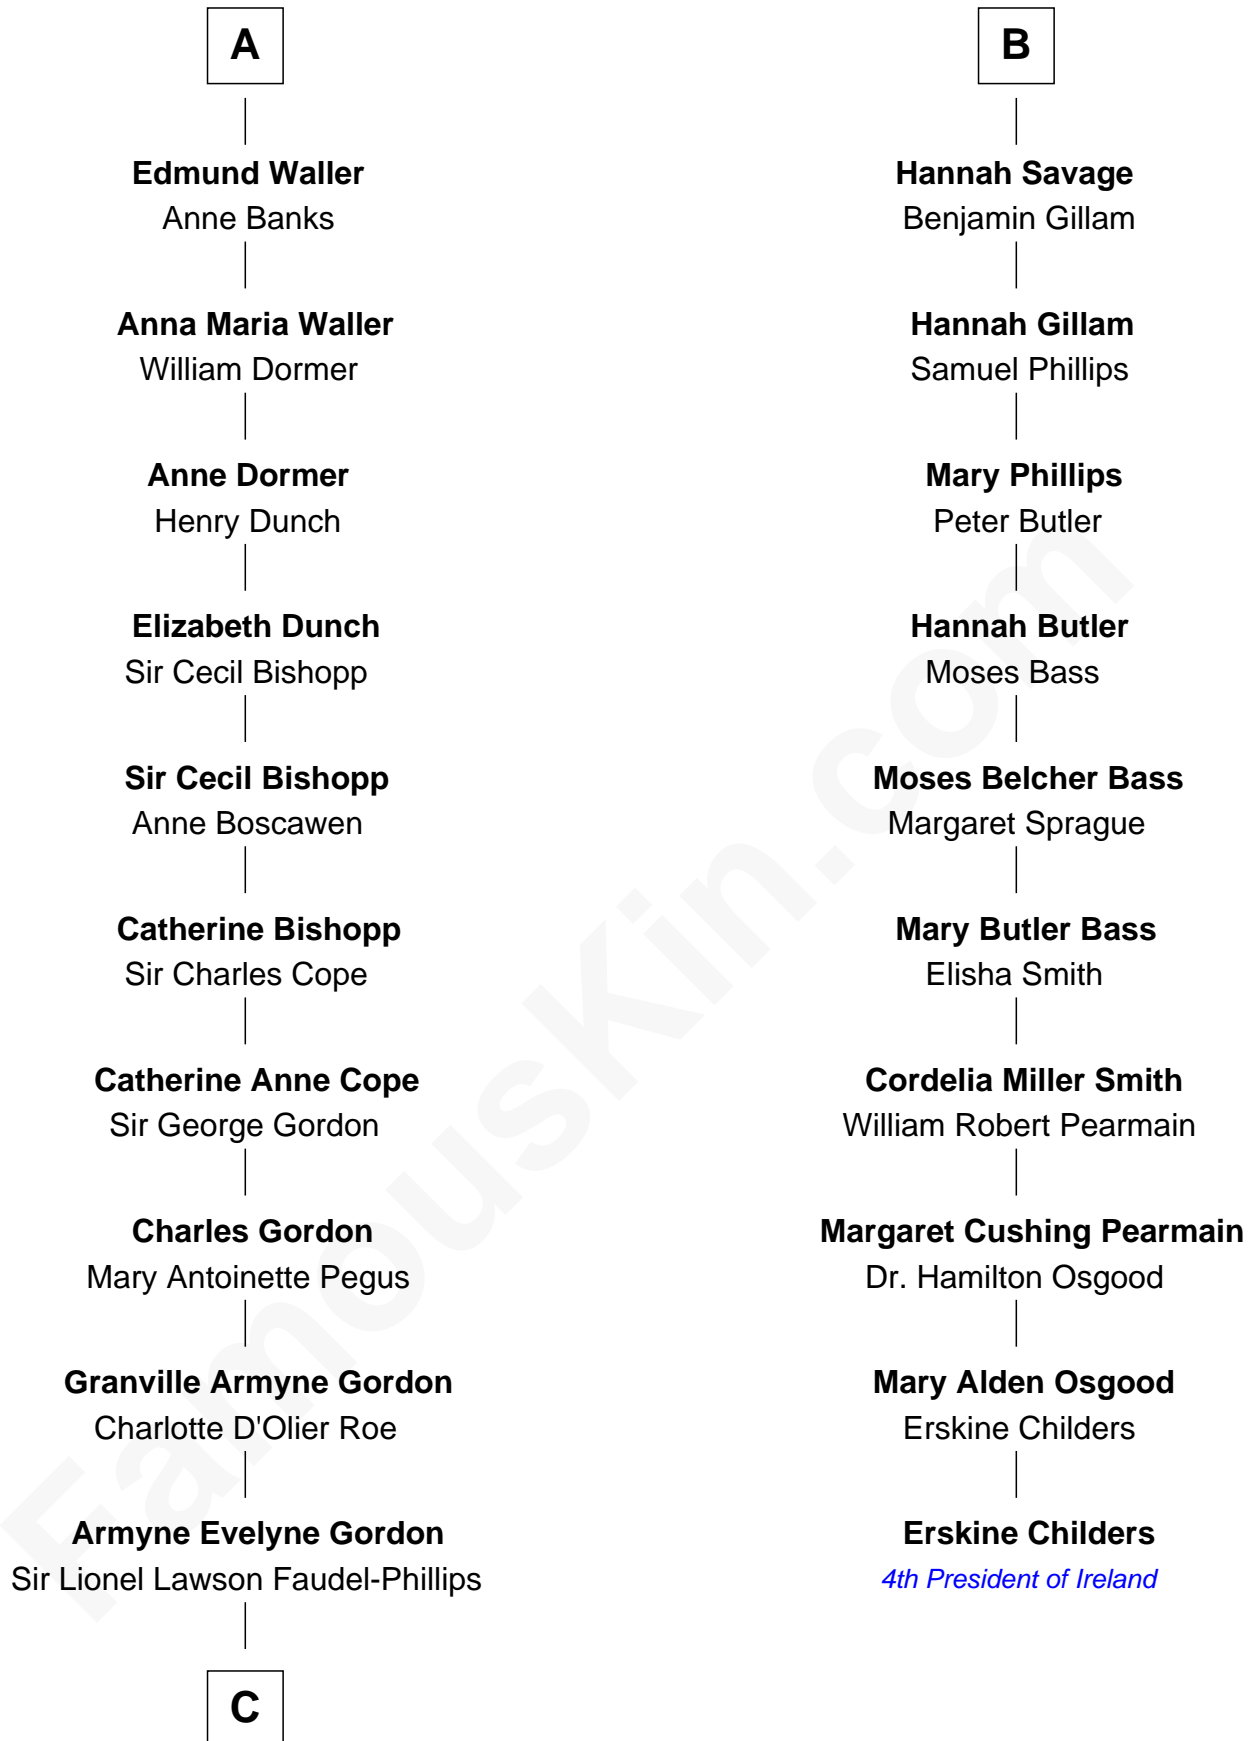 A
Edmund Waller
Anne Banks
Anna Maria Waller
William Dormer
Anne Dormer
Henry Dunch
Elizabeth Dunch
Sir Cecil Bishopp
Sir Cecil Bishopp
Anne Boscawen
Catherine Bishopp
Sir Charles Cope
Catherine Anne Cope
Sir George Gordon
Charles Gordon
Mary Antoinette Pegus
Granville Armyne Gordon
Charlotte D'Olier Roe
Armyne Evelyne Gordon
Sir Lionel Lawson Faudel-Phillips
C
B
Hannah Savage
Benjamin Gillam
Hannah Gillam
Samuel Phillips
Mary Phillips
Peter Butler
Hannah Butler
Moses Bass
Moses Belcher Bass
Margaret Sprague
Mary Butler Bass
Elisha Smith
Cordelia Miller Smith
William Robert Pearmain
Margaret Cushing Pearmain
Dr. Hamilton Osgood
Mary Alden Osgood
Erskine Childers
Erskine Childers
4th President of Ireland
FamousKin.com